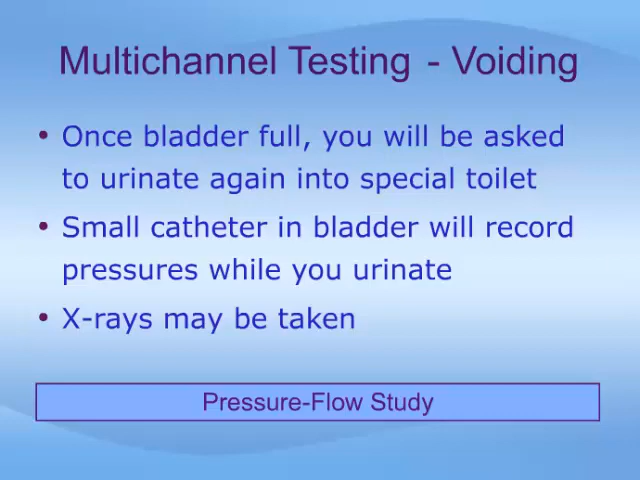 Multichannel Testing - Voiding
• Once bladder full, you will be asked
to urinate again into special toilet
• Small catheter in bladder will record
pressures while you urinate
• X-rays may be taken
Pressure-Flow Study